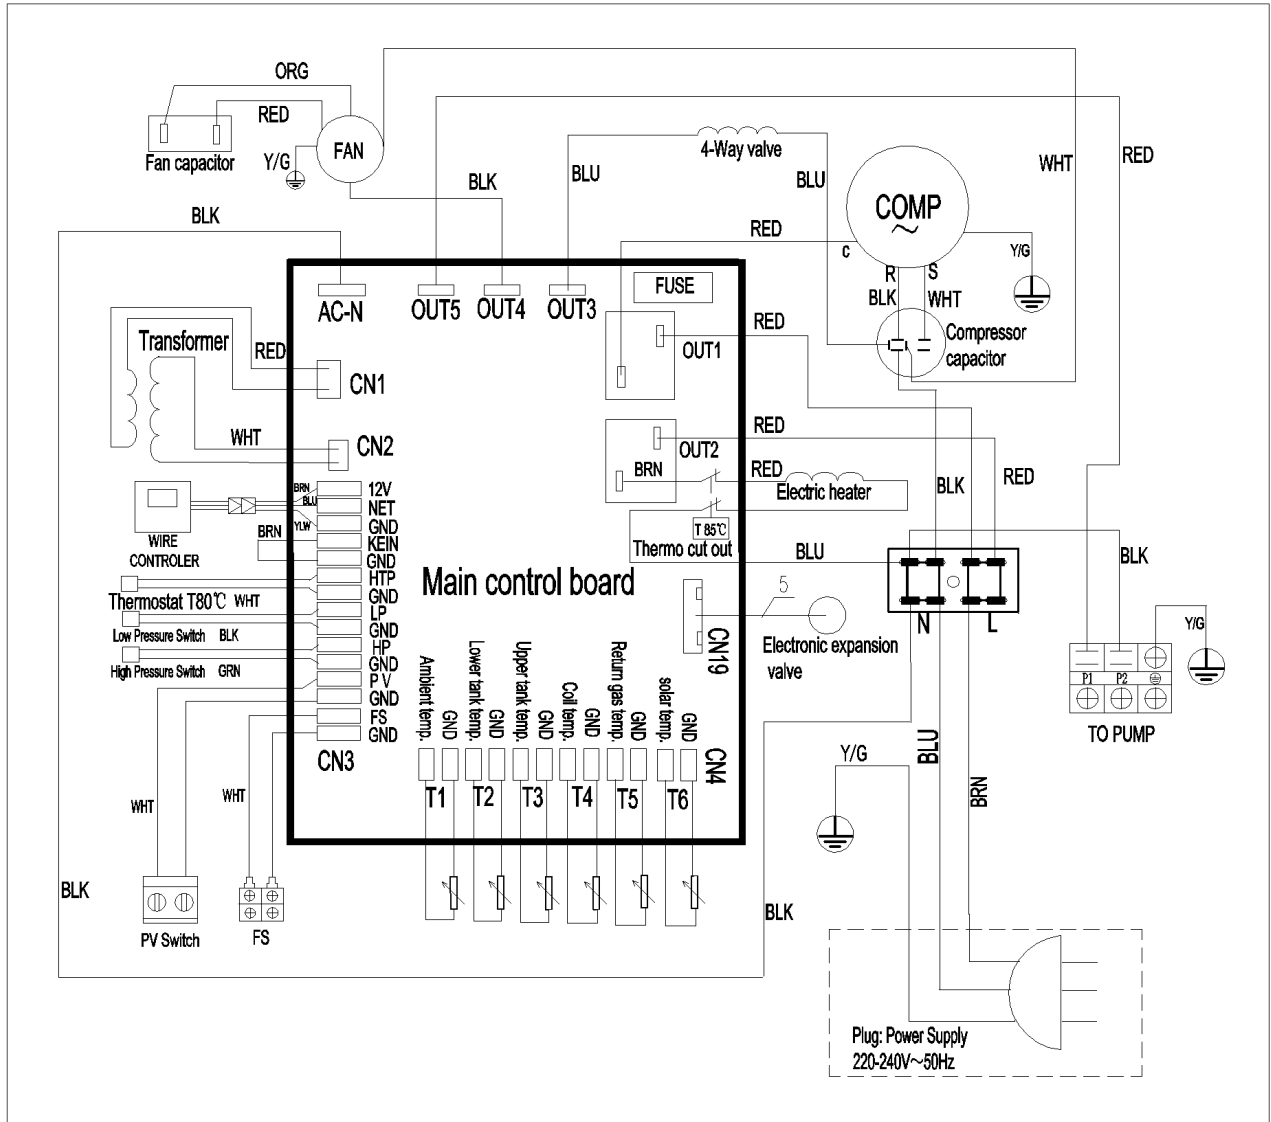 ORG
RED
Fan capacitor
Y/G
FAN
BLK
BLK
BLU
4-Way valve
BLU
RED
COMP
C
R
S
BLK
WHT
Y/G
WHT
RED
Compressor
capacitor
AC-N
OUT5
OUT4
OUT3
FUSE
OUT1
RED
Transformer
RED
CN1
WHT
CN2
OUT2
RED
BRN
RED
Electric heater
T 85℃
Thermo cut out
BLU
BLK
RED
BLK
WIRE
CONTROLER
BRN
BLU
YLW
BRN
12V
NET
GND
KEIN
GND
HTP
GND
LP
GND
HP
GND
PV
GND
FS
GND
CN3
Thermostat T80℃ WHT
Low Pressure Switch BLK
High Pressure Switch GRN
Main control board
CN19
5
Electronic expansion
valve
N
L
Ambient temp.
GND
Lower tank temp.
GND
Upper tank temp.
GND
Coil temp.
GND
Return gas temp.
GND
solar temp.
GND
CN4
T1
T2
T3
T4
T5
T6
Y/G
P1
P2
TO PUMP
WHT
WHT
PV Switch
FS
BLK
BLK
Y/G
BLU
BRN
Plug: Power Supply
220-240V～50Hz